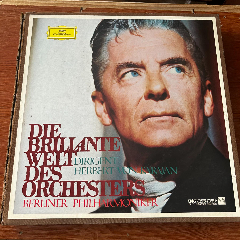 DIE
BRILLANTE
WELT
DES
ORCHESTERS
DIRIGENT:
HERBERT VON KARAJAN
BERLINER PHILHARMONIKER